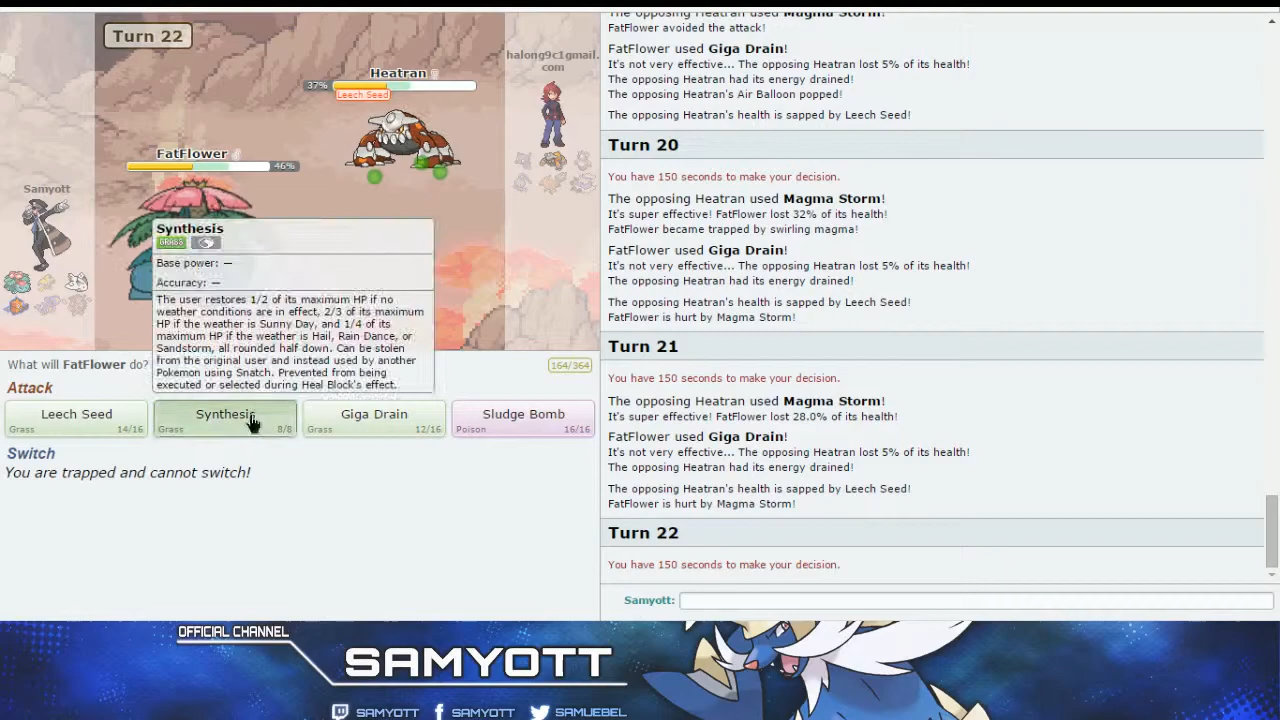 Turn 22
halong9c1gmail.
com
Heatran
37%
Leech Seed
FatFlower
46%
Samyott
Synthesis
GRASS
Base power: —
Accuracy: —
The user restores 1/2 of its maximum HP if no
weather conditions are in effect, 2/3 of its maximum
HP if the weather is Sunny Day, and 1/4 of its
maximum HP if the weather is Hail, Rain Dance, or
Sandstorm, all rounded half down. Can be stolen
from the original user and instead used by another
Pokemon using Snatch. Prevented from being
executed or selected during Heal Block's effect.
What will FatFlower do?
164/364
Attack
Leech Seed
Grass 14/16
Synthesis
Grass 8/8
Giga Drain
Grass 12/16
Sludge Bomb
Poison 16/16
Switch
You are trapped and cannot switch!
The opposing Heatran used Magma Storm!
FatFlower avoided the attack!
FatFlower used Giga Drain!
It's not very effective... The opposing Heatran lost 5% of its health!
The opposing Heatran had its energy drained!
The opposing Heatran's Air Balloon popped!
The opposing Heatran's health is sapped by Leech Seed!
Turn 20
You have 150 seconds to make your decision.
The opposing Heatran used Magma Storm!
It's super effective! FatFlower lost 32% of its health!
FatFlower became trapped by swirling magma!
FatFlower used Giga Drain!
It's not very effective... The opposing Heatran lost 5% of its health!
The opposing Heatran had its energy drained!
The opposing Heatran's health is sapped by Leech Seed!
FatFlower is hurt by Magma Storm!
Turn 21
You have 150 seconds to make your decision.
The opposing Heatran used Magma Storm!
It's super effective! FatFlower lost 28.0% of its health!
FatFlower used Giga Drain!
It's not very effective... The opposing Heatran lost 5% of its health!
The opposing Heatran had its energy drained!
The opposing Heatran's health is sapped by Leech Seed!
FatFlower is hurt by Magma Storm!
Turn 22
You have 150 seconds to make your decision.
Samyott:
OFFICIAL CHANNEL
SAMYOTT
SAMYOTT SAMYOTT SAMUEBEL